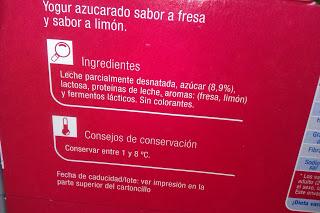 Yogur azucarado sabor a fresa
y sabor a limón.
Ingredientes
Leche parcialmente desnatada, azúcar (8,9%),
lactosa, proteínas de leche, aromas: (fresa, limón)
y fermentos lácticos. Sin colorantes.
Consejos de conservación
Conservar entre 1 y 8 ºC.
Fecha de caducidad/lote: ver impresión en la
parte superior del cartoncillo